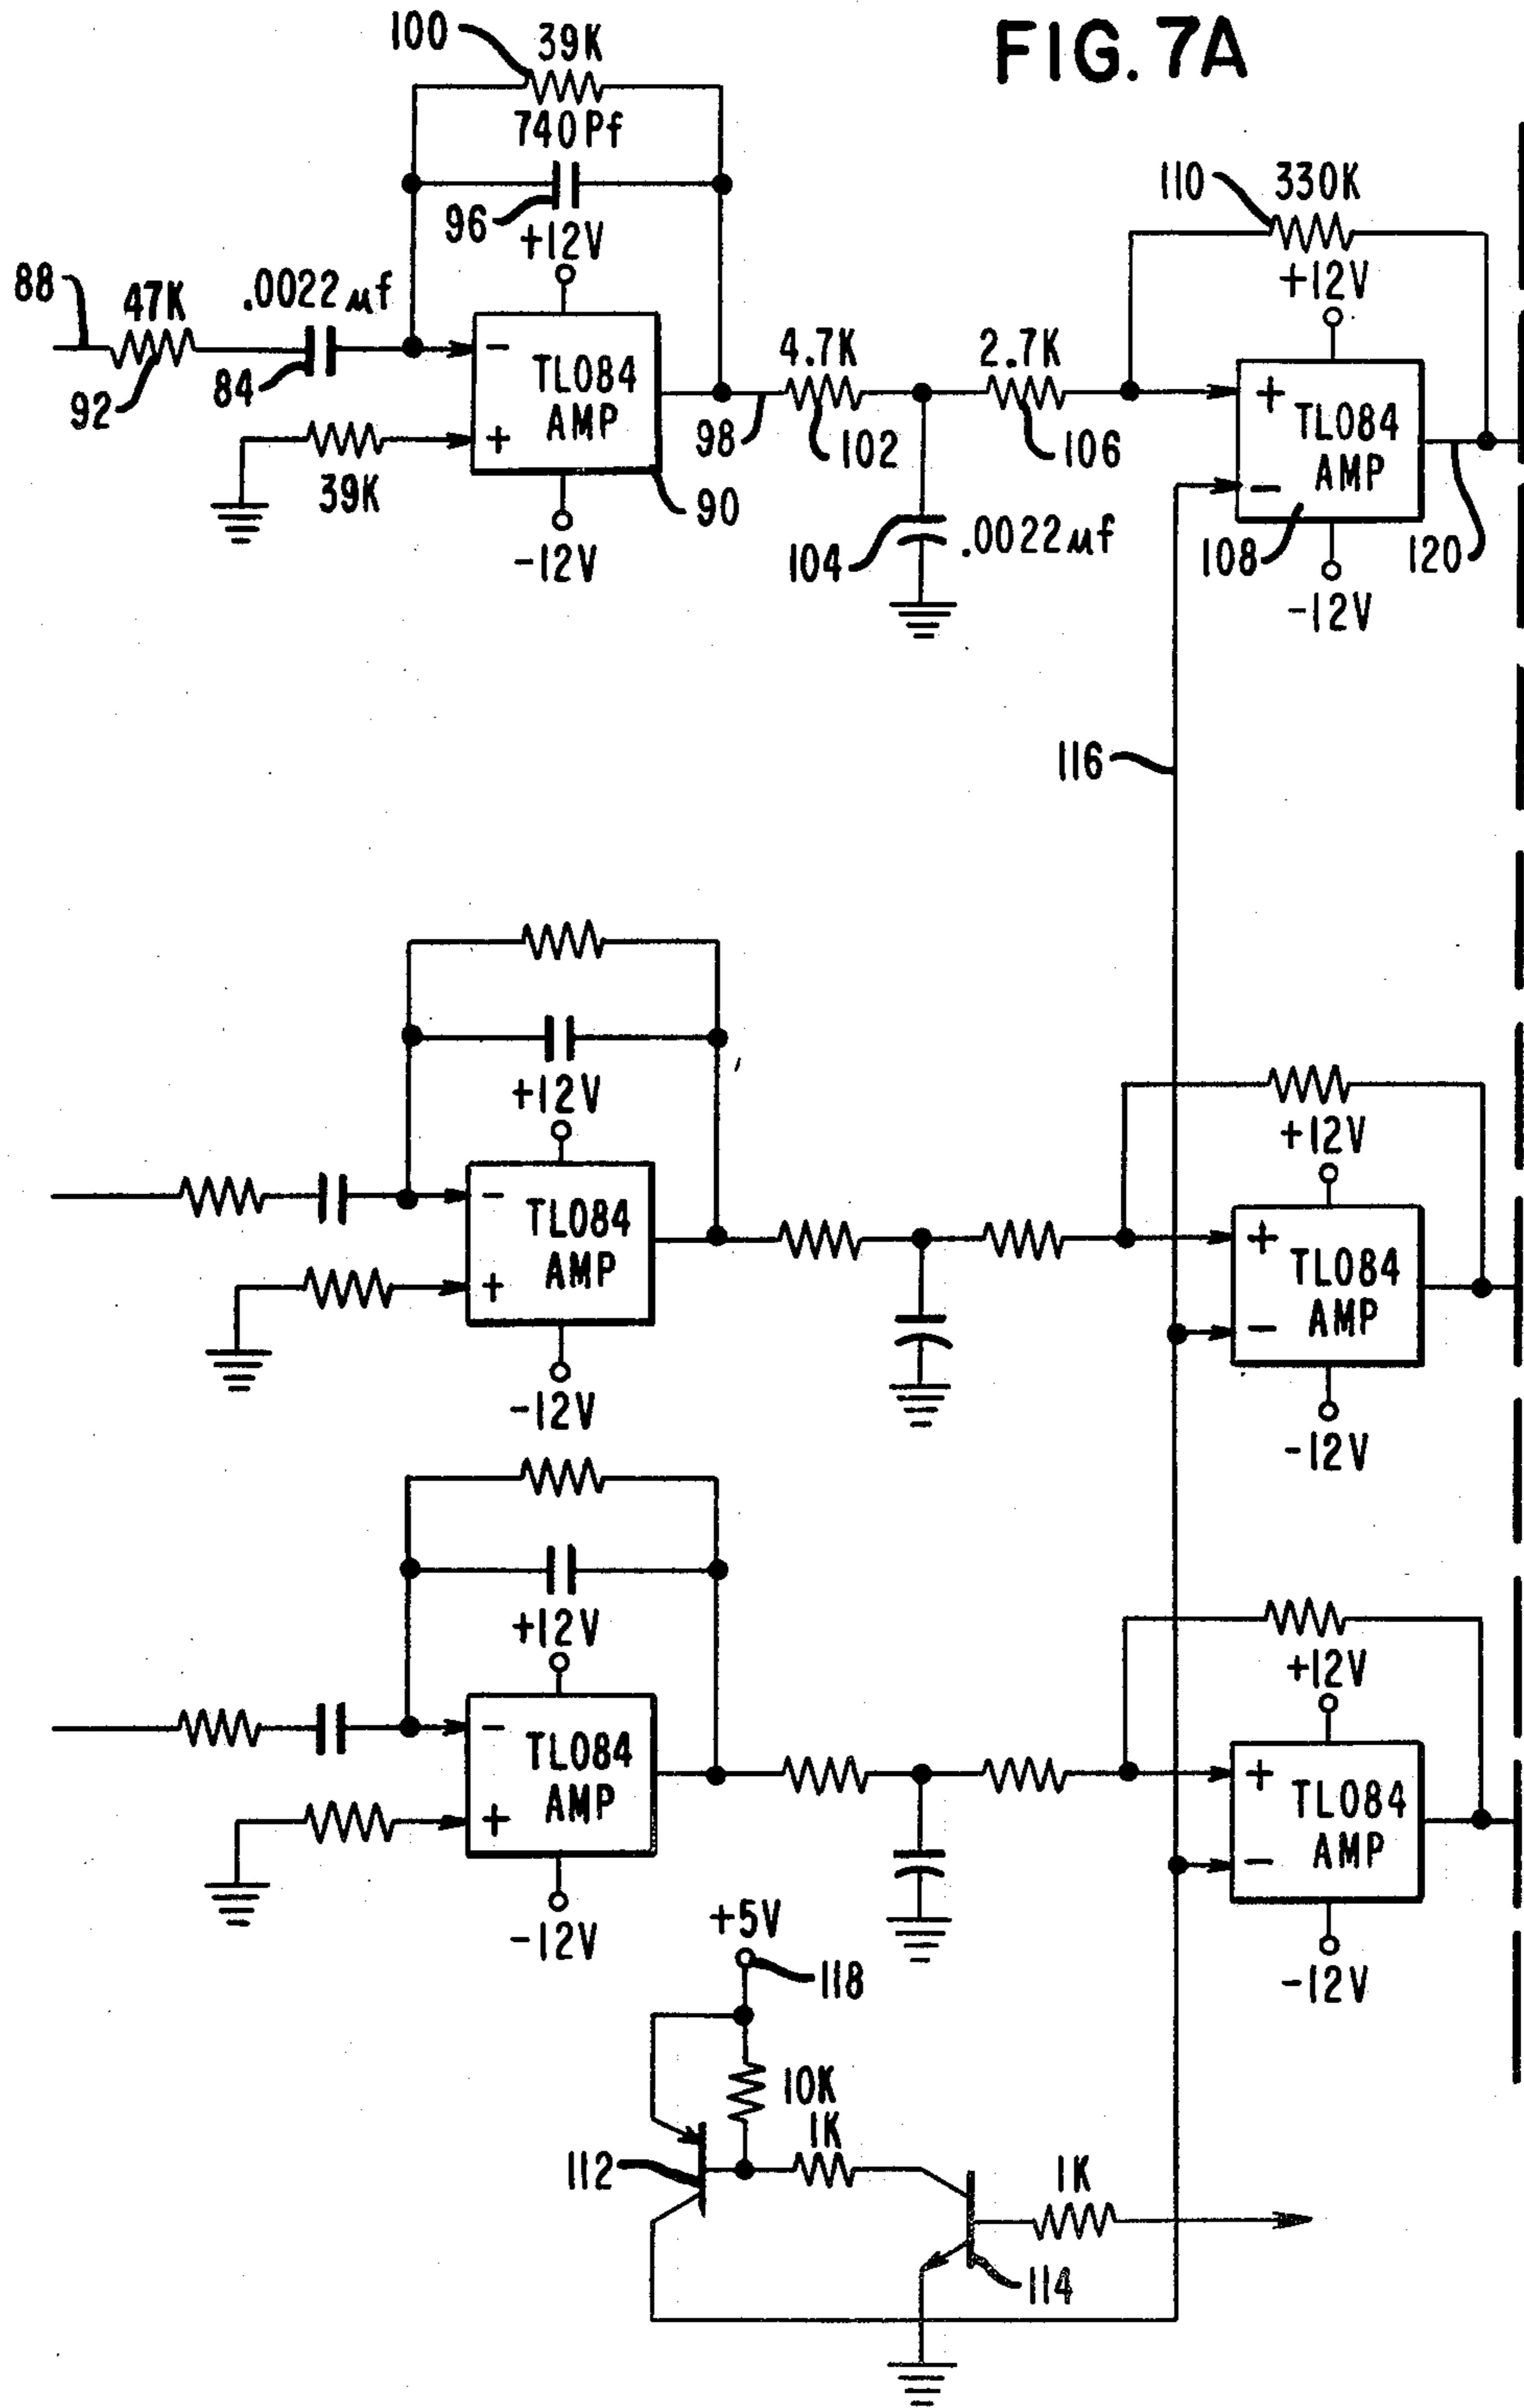 FIG. 7A
100
39K
740Pf
96
+12V
110
330K
+12V
88
47K
.0022µf
92
84
-
TL084
AMP
+
39K
90
-12V
98
4.7K
102
2.7K
106
104
.0022µf
+
TL084
AMP
-
108
120
-12V
116
+12V
-
TL084
AMP
+
-12V
+12V
+
TL084
AMP
-
-12V
+12V
-
TL084
AMP
+
-12V
+12V
+
TL084
AMP
-
-12V
+5V
118
10K
1K
112
1K
114